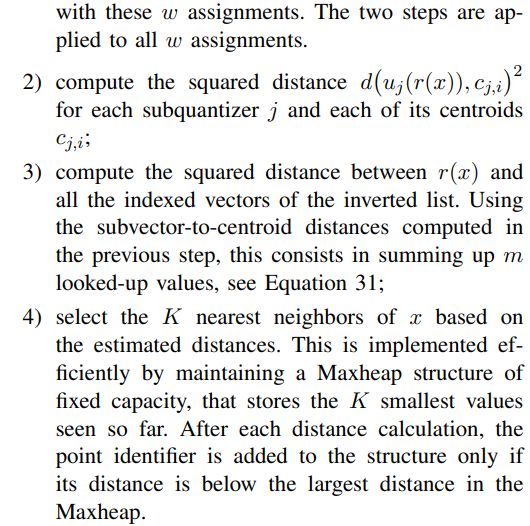 with these w assignments. The two steps are ap-
plied to all w assignments.
2) compute the squared distance d(u_j(r(x)), c_{j,i})^2
for each subquantizer j and each of its centroids
c_{j,i};
3) compute the squared distance between r(x) and
all the indexed vectors of the inverted list. Using
the subvector-to-centroid distances computed in
the previous step, this consists in summing up m
looked-up values, see Equation 31;
4) select the K nearest neighbors of x based on
the estimated distances. This is implemented ef-
ficiently by maintaining a Maxheap structure of
fixed capacity, that stores the K smallest values
seen so far. After each distance calculation, the
point identifier is added to the structure only if
its distance is below the largest distance in the
Maxheap.